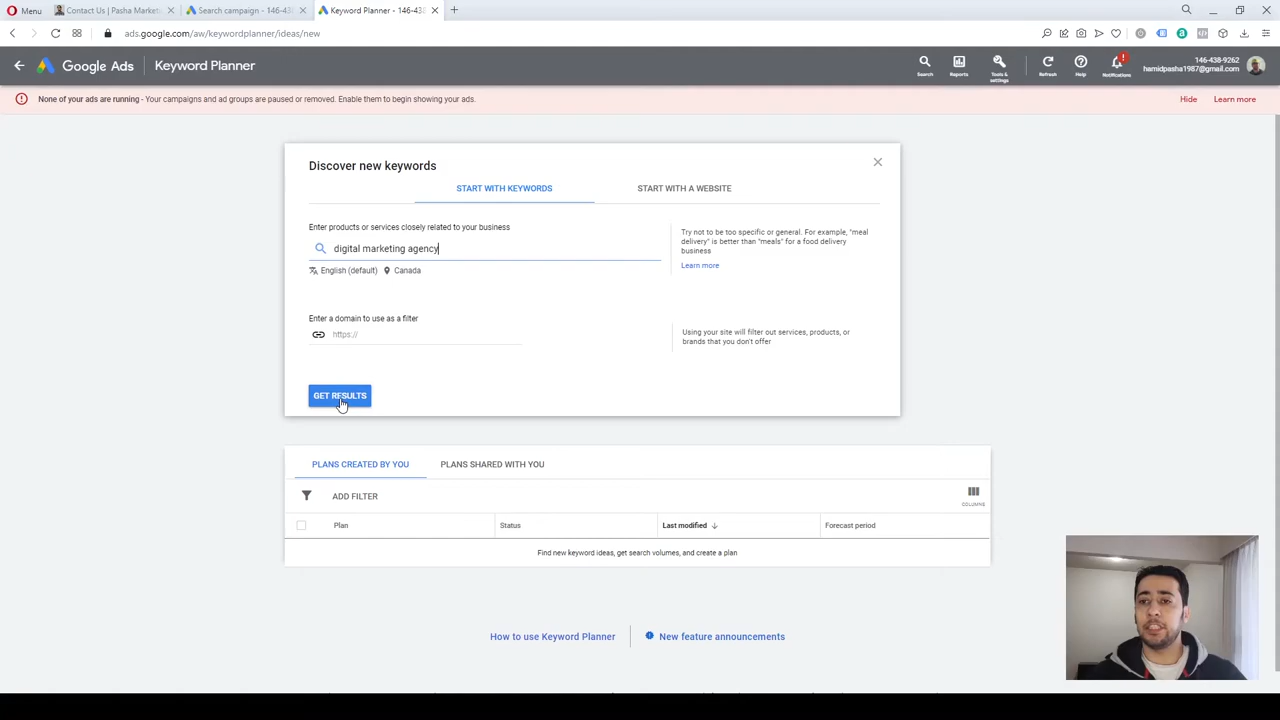 Menu
Contact Us | Pasha Market
Search campaign - 146-438
Keyword Planner - 146-438
ads.google.com/aw/keywordplanner/ideas/new
Google Ads
Keyword Planner
Search
Reports
Tools &
settings
Refresh
Help
Notifications
146-438-9262
hamidpasha1987@gmail.com
None of your ads are running - Your campaigns and ad groups are paused or removed. Enable them to begin showing your ads.
Hide
Learn more
Discover new keywords
START WITH KEYWORDS
START WITH A WEBSITE
Enter products or services closely related to your business
digital marketing agency
English (default)
Canada
Try not to be too specific or general. For example, "meal
delivery" is better than "meals" for a food delivery
business
Learn more
Enter a domain to use as a filter
https://
Using your site will filter out services, products, or
brands that you don't offer
GET RESULTS
PLANS CREATED BY YOU
PLANS SHARED WITH YOU
ADD FILTER
COLUMNS
Plan
Status
Last modified
Forecast period
Find new keyword ideas, get search volumes, and create a plan
How to use Keyword Planner
New feature announcements